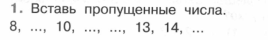 1. Вставь пропущенные числа.
8, ..., 10, ..., ..., 13, 14, ...